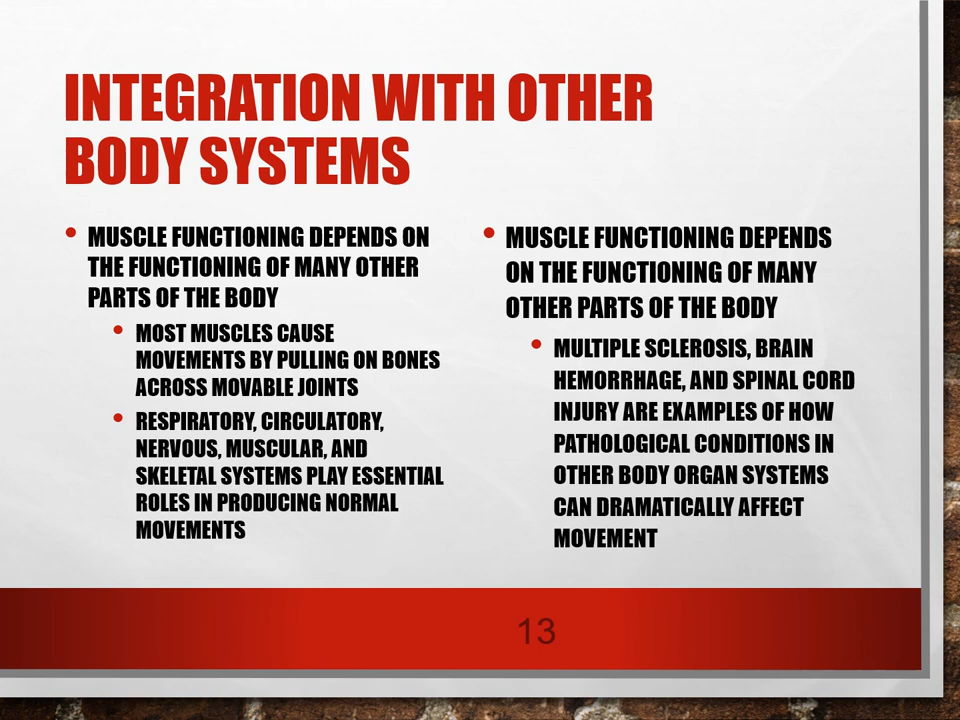 INTEGRATION WITH OTHER
BODY SYSTEMS
• MUSCLE FUNCTIONING DEPENDS ON
THE FUNCTIONING OF MANY OTHER
PARTS OF THE BODY
• MOST MUSCLES CAUSE
MOVEMENTS BY PULLING ON BONES
ACROSS MOVABLE JOINTS
• RESPIRATORY, CIRCULATORY,
NERVOUS, MUSCULAR, AND
SKELETAL SYSTEMS PLAY ESSENTIAL
ROLES IN PRODUCING NORMAL
MOVEMENTS
• MUSCLE FUNCTIONING DEPENDS
ON THE FUNCTIONING OF MANY
OTHER PARTS OF THE BODY
• MULTIPLE SCLEROSIS, BRAIN
HEMORRHAGE, AND SPINAL CORD
INJURY ARE EXAMPLES OF HOW
PATHOLOGICAL CONDITIONS IN
OTHER BODY ORGAN SYSTEMS
CAN DRAMATICALLY AFFECT
MOVEMENT
13